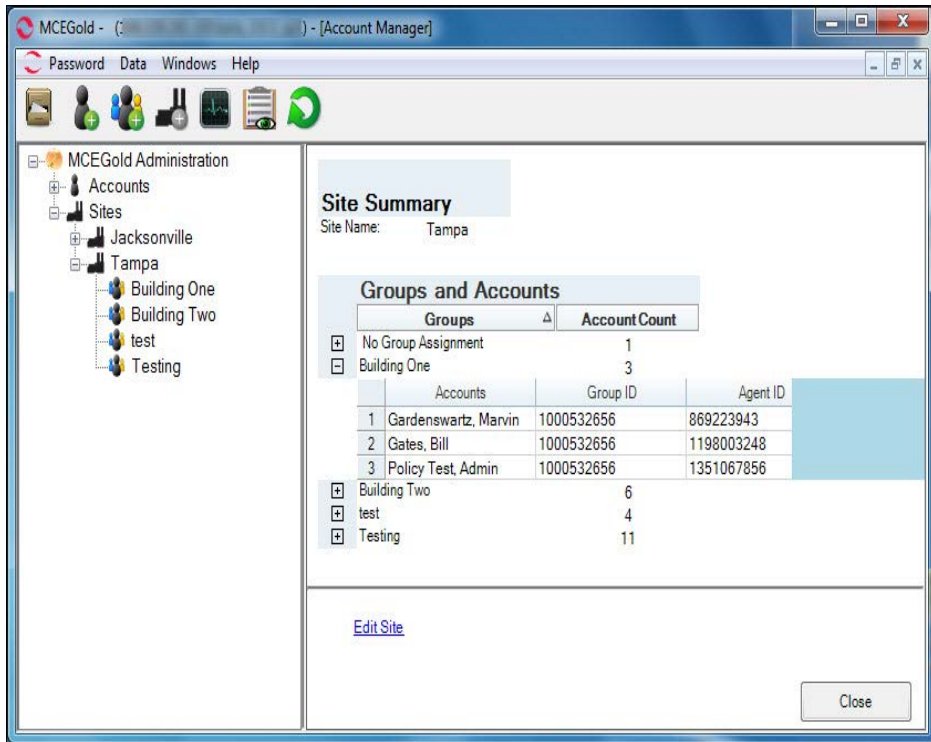 MCEGold - (          ) - [Account Manager]
Password Data Windows Help
MCEGold Administration
Accounts
Sites
Jacksonville
Tampa
Building One
Building Two
test
Testing
Site Summary
Site Name: Tampa
Groups and Accounts
Groups Account Count
No Group Assignment 1
Building One 3
Accounts Group ID Agent ID
1 Gardenswartz, Marvin 1000532656 869223943
2 Gates, Bill 1000532656 1198003248
3 Policy Test, Admin 1000532656 1351067856
Building Two 6
test 4
Testing 11
Edit Site
Close